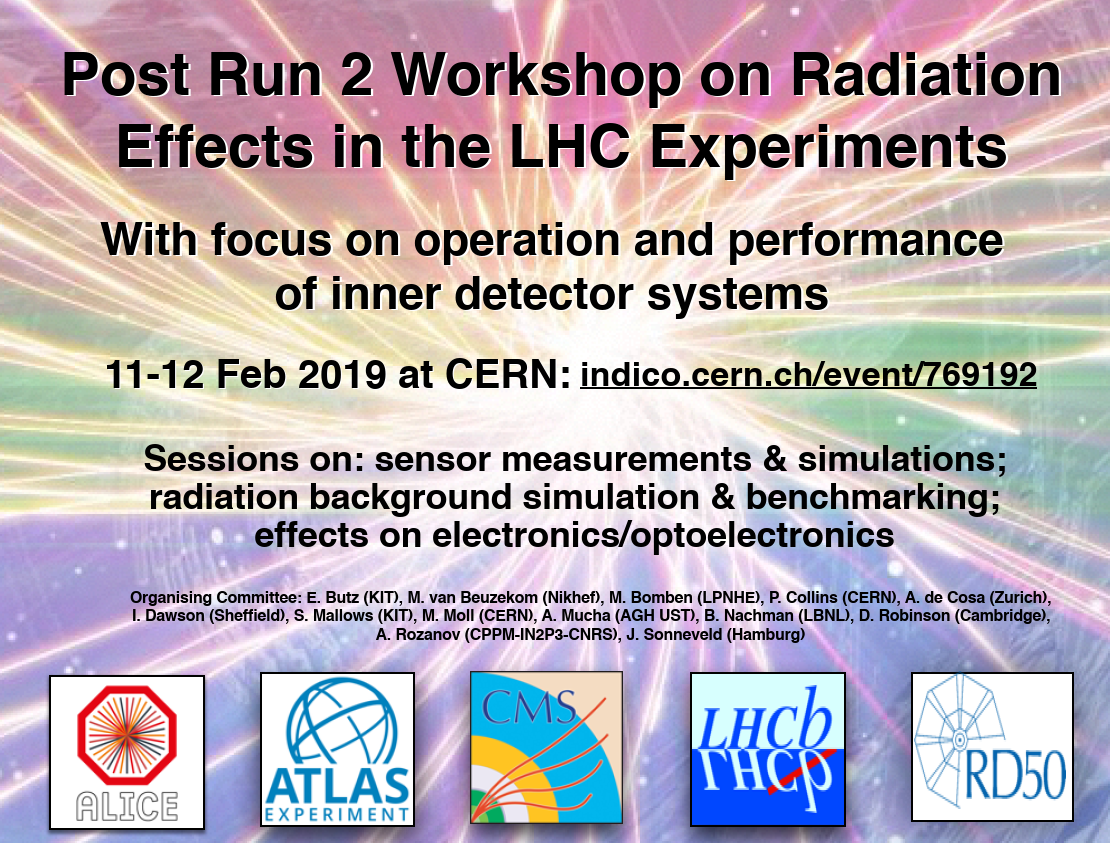 Post Run 2 Workshop on Radiation
Effects in the LHC Experiments
With focus on operation and performance
of inner detector systems
11-12 Feb 2019 at CERN: indico.cern.ch/event/769192
Sessions on: sensor measurements & simulations;
radiation background simulation & benchmarking;
effects on electronics/optoelectronics
Organising Committee: E. Butz (KIT), M. van Beuzekom (Nikhef), M. Bomben (LPNHE), P. Collins (CERN), A. de Cosa (Zurich),
I. Dawson (Sheffield), S. Mallows (KIT), M. Moll (CERN), A. Mucha (AGH UST), B. Nachman (LBNL), D. Robinson (Cambridge),
A. Rozanov (CPPM-IN2P3-CNRS), J. Sonneveld (Hamburg)
ALICE
ATLAS
EXPERIMENT
CMS
LHCb
LHCb
RD50